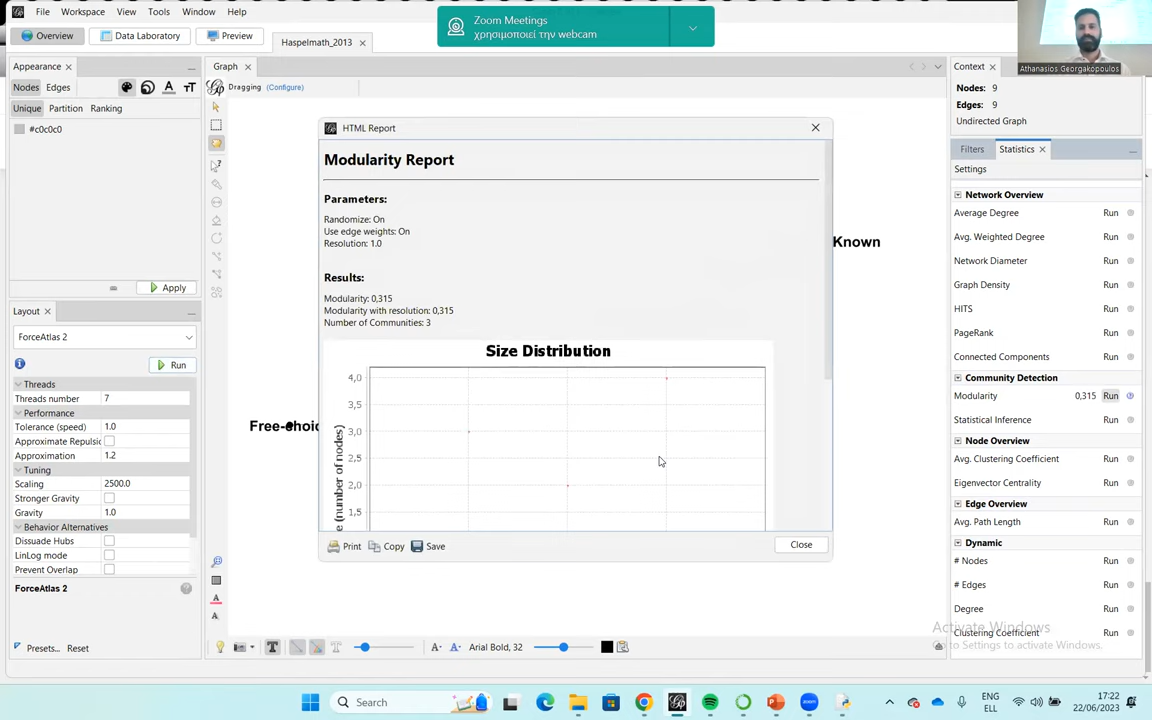 File Workspace View Tools Window Help
Zoom Meetings
χρησιμοποιεί την webcam
Overview Data Laboratory Preview Haspelmath_2013
Athanasios Georgakopoulos
Appearance
Nodes Edges
Unique Partition Ranking
#c0c0c0
Apply
Layout
ForceAtlas 2
Run
Threads
Threads number 7
Performance
Tolerance (speed) 1.0
Approximate Repulsic
Approximation 1.2
Tuning
Scaling 2500.0
Stronger Gravity
Gravity 1.0
Behavior Alternatives
Dissuade Hubs
LinLog mode
Prevent Overlap
ForceAtlas 2
Presets... Reset
Graph
Dragging (Configure)
HTML Report
Modularity Report
Parameters:
Randomize: On
Use edge weights: On
Resolution: 1.0
Results:
Modularity: 0,315
Modularity with resolution: 0,315
Number of Communities: 3
Size Distribution
4,0
3,5
3,0
2,5
2,0
1,5
e (number of nodes)
Print Copy Save Close
Known
Free-choic
Arial Bold, 32
Context
Nodes: 9
Edges: 9
Undirected Graph
Filters Statistics
Settings
Network Overview
Average Degree Run
Avg. Weighted Degree Run
Network Diameter Run
Graph Density Run
HITS Run
PageRank Run
Connected Components Run
Community Detection
Modularity 0,315 Run
Statistical Inference Run
Node Overview
Avg. Clustering Coefficient Run
Eigenvector Centrality Run
Edge Overview
Avg. Path Length Run
Dynamic
# Nodes Run
# Edges Run
Degree Run
Clustering Coefficient Run
Activate Windows
Go to Settings to activate Windows.
Search
ENG
ΕΛΛ
17:22
22/06/2023